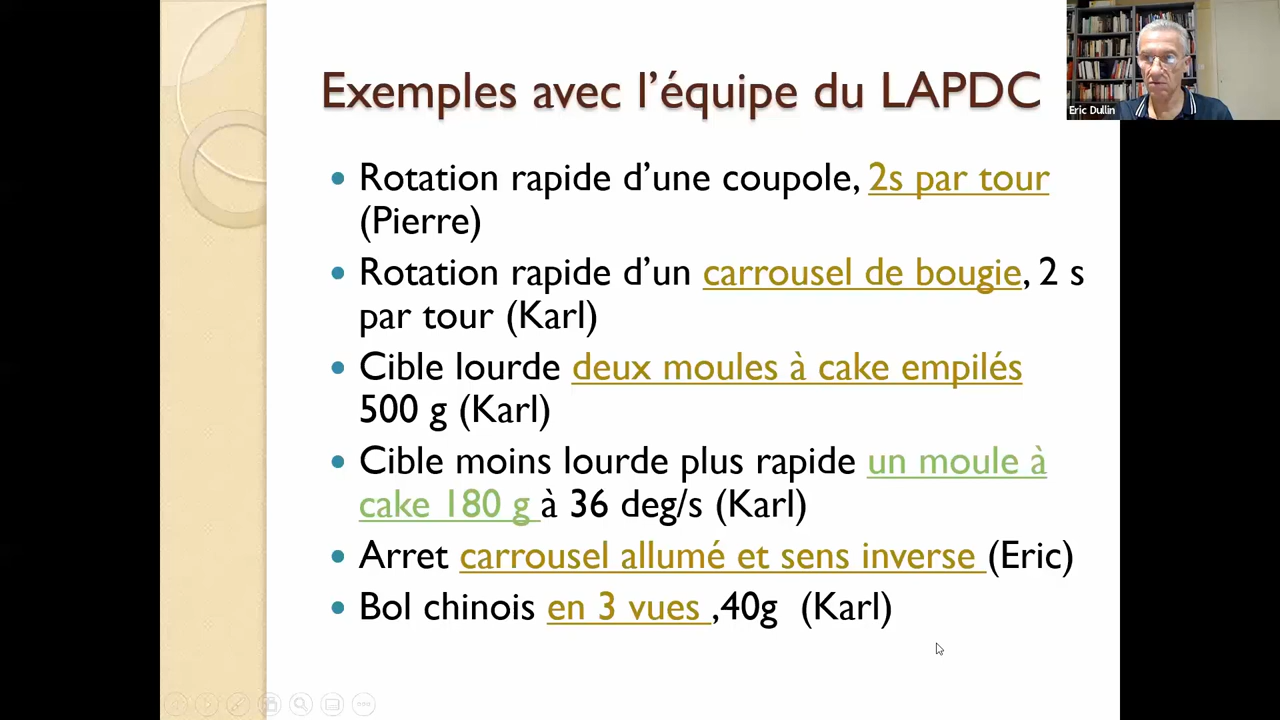 Exemples avec l’équipe du LAPDC
Eric Dullin
• Rotation rapide d’une coupole, 2s par tour
(Pierre)
• Rotation rapide d’un carrousel de bougie, 2 s
par tour (Karl)
• Cible lourde deux moules à cake empilés
500 g (Karl)
• Cible moins lourde plus rapide un moule à
cake 180 g à 36 deg/s (Karl)
• Arret carrousel allumé et sens inverse (Eric)
• Bol chinois en 3 vues ,40g (Karl)